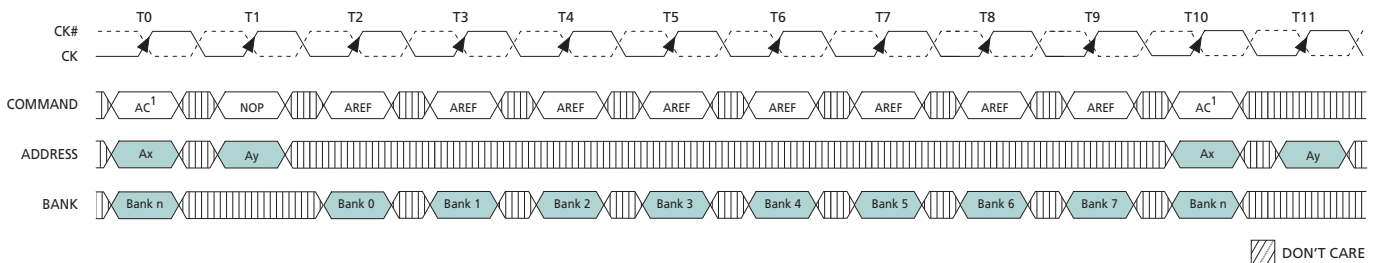 T0 T1 T2 T3 T4 T5 T6 T7 T8 T9 T10 T11
CK#
CK
COMMAND AC1 NOP AREF AREF AREF AREF AREF AREF AREF AREF AC1
ADDRESS Ax Ay Ax Ay
BANK Bank n Bank 0 Bank 1 Bank 2 Bank 3 Bank 4 Bank 5 Bank 6 Bank 7 Bank n
DON'T CARE